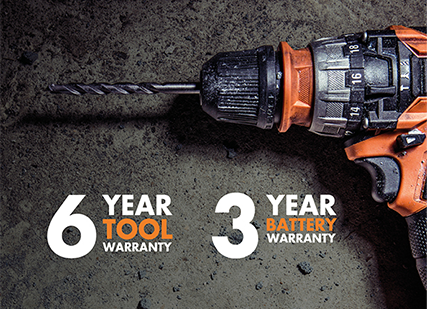 6 YEAR
TOOL
WARRANTY
3 YEAR
BATTERY
WARRANTY
18
16
14